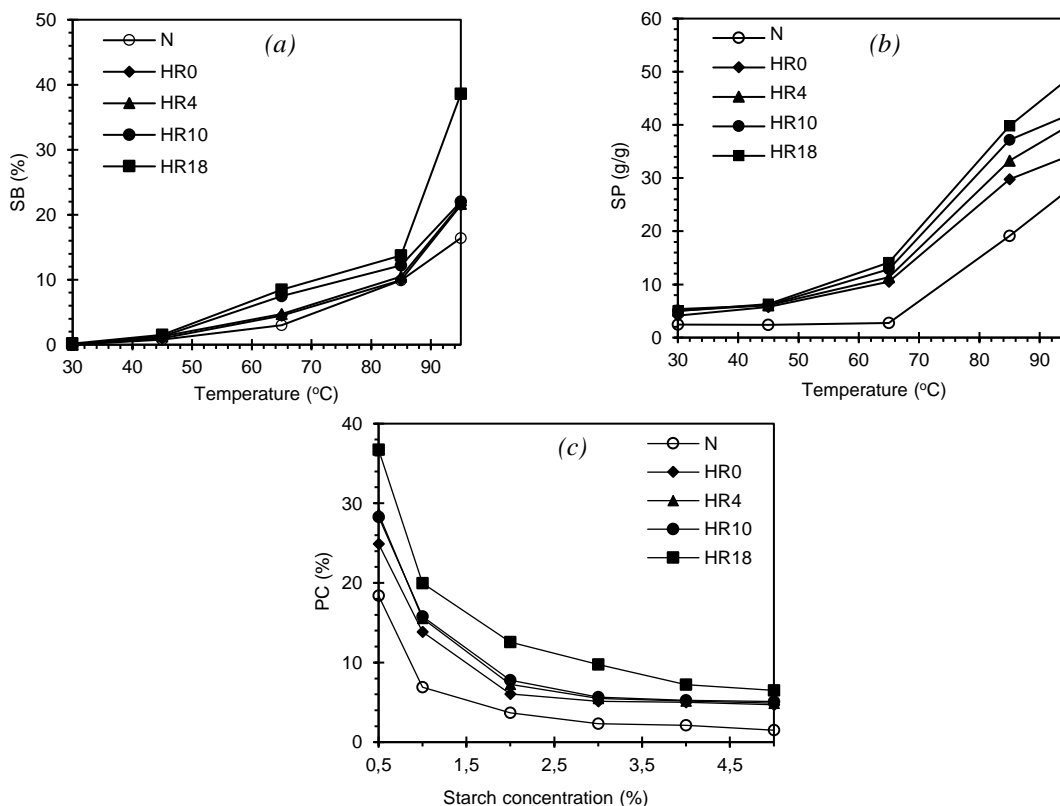 (a)
50
40
30
20
10
0
SB (%)
N
HR0
HR4
HR10
HR18
30 40 50 60 70 80 90
Temperature (oC)
(b)
60
50
40
30
20
10
0
SP (g/g)
N
HR0
HR4
HR10
HR18
30 40 50 60 70 80 90
Temperature (oC)
(c)
40
30
20
10
0
PC (%)
N
HR0
HR4
HR10
HR18
0,5 1,5 2,5 3,5 4,5
Starch concentration (%)